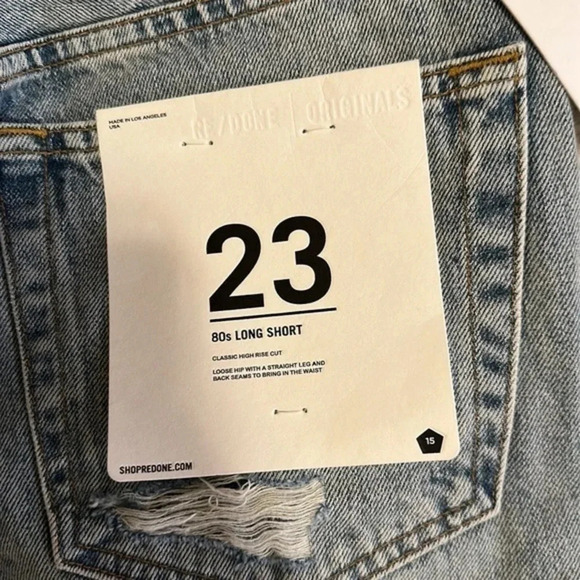 MADE IN LOS ANGELES
USA
RE/DONE | ORIGINALS
23
80s LONG SHORT
CLASSIC HIGH RISE CUT
LOOSE HIP WITH A STRAIGHT LEG AND
BACK SEAMS TO BRING IN THE WAIST
15
SHOPREDONE.COM